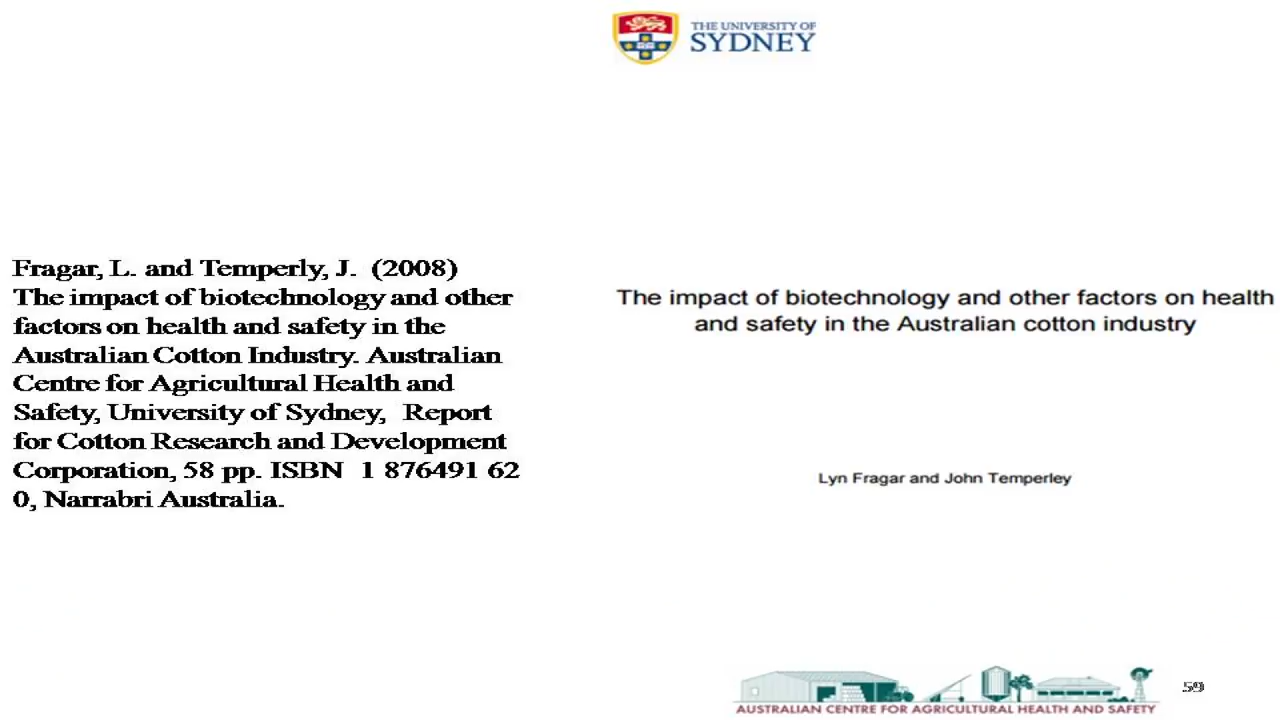 THE UNIVERSITY OF
SYDNEY
Fragar, L. and Temperly, J. (2008)
The impact of biotechnology and other
factors on health and safety in the
Australian Cotton Industry. Australian
Centre for Agricultural Health and
Safety, University of Sydney, Report
for Cotton Research and Development
Corporation, 58 pp. ISBN 1 876491 62
0, Narrabri Australia.
The impact of biotechnology and other factors on health
and safety in the Australian cotton industry
Lyn Fragar and John Temperley
AUSTRALIAN CENTRE FOR AGRICULTURAL HEALTH AND SAFETY
59